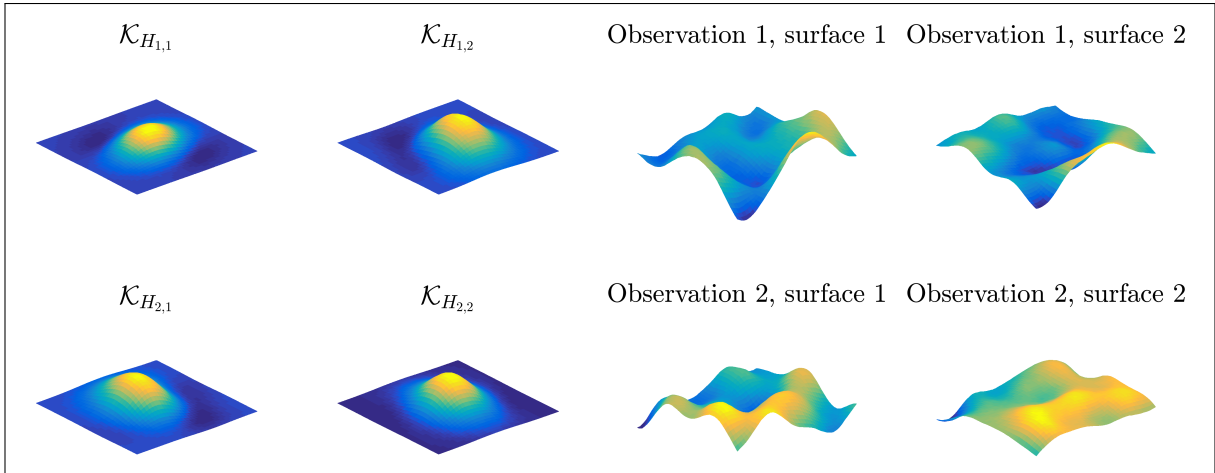 𝒦_{H_{1,1}} 𝒦_{H_{1,2}} Observation 1, surface 1 Observation 1, surface 2
𝒦_{H_{2,1}} 𝒦_{H_{2,2}} Observation 2, surface 1 Observation 2, surface 2